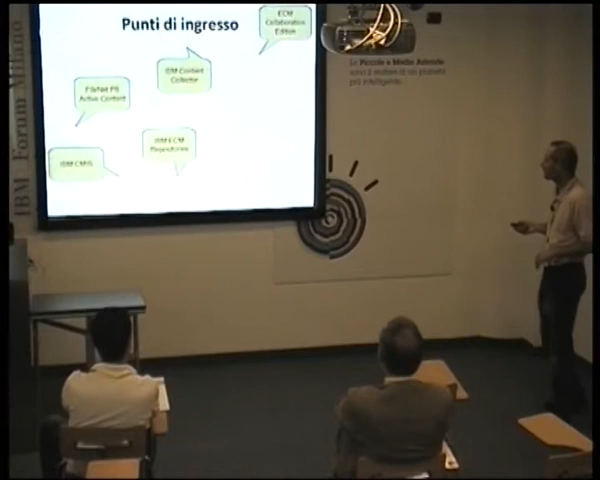 Punti di ingresso
ECM
Collaboration
Edition
IBM Content
Collector
FileNet P8
Active Content
IBM ECM
Repositories
IBM CMIS
IBM Forum Milano
Le Piccole e Medie Aziende
sono il motore di un pianeta
più intelligente.